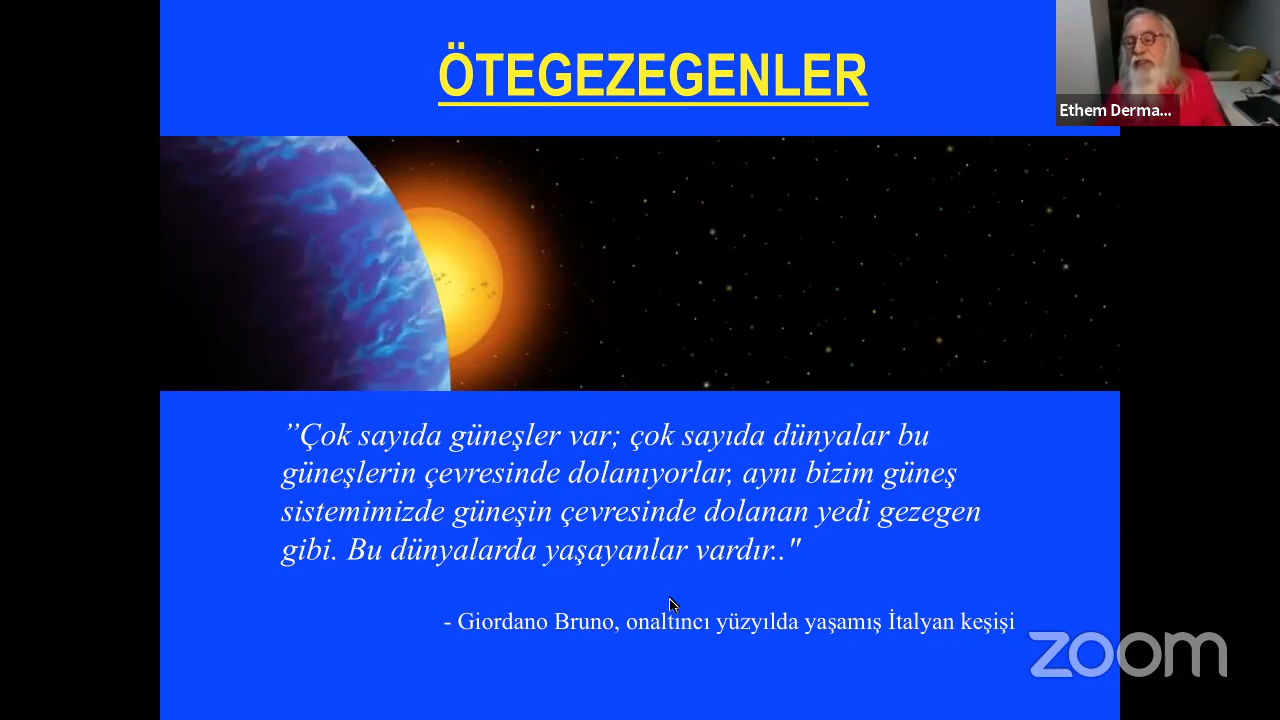 ÖTEGEZEGENLER
Ethem Derma...
”Çok sayıda güneşler var; çok sayıda dünyalar bu
güneşlerin çevresinde dolanıyorlar, aynı bizim güneş
sistemimizde güneşin çevresinde dolanan yedi gezegen
gibi. Bu dünyalarda yaşayanlar vardır.."
- Giordano Bruno, onaltıncı yüzyılda yaşamış İtalyan keşişi
zoom